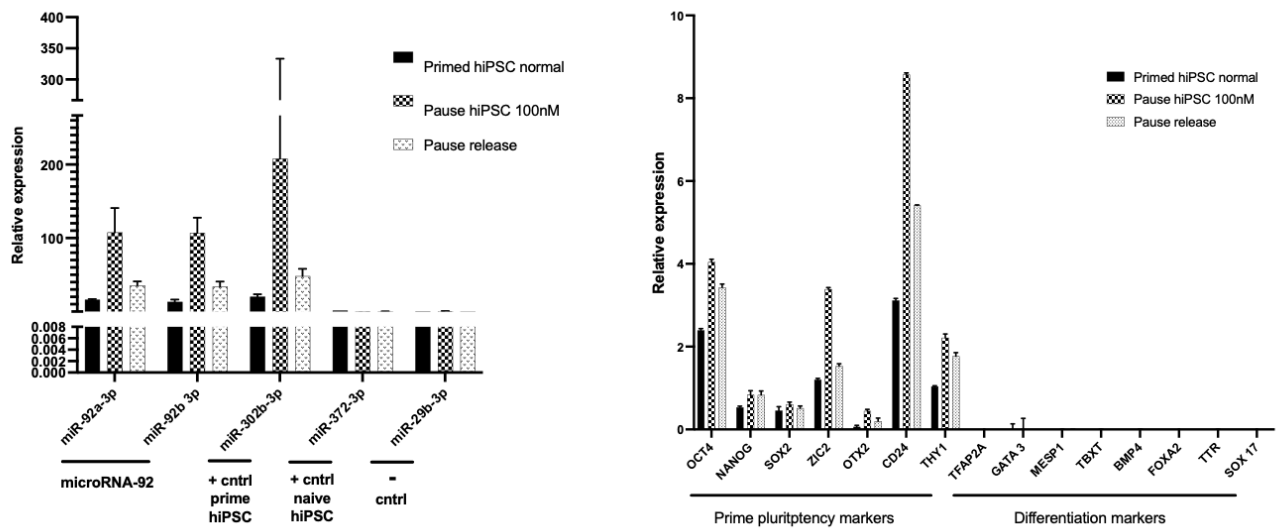 400
350
300
200
100
0.008
0.006
0.004
0.002
0.000
Relative expression
Primed hiPSC normal
Pause hiPSC 100nM
Pause release
miR-92a-3p
miR-92b 3p
miR-302b-3p
miR-372-3p
miR-29b-3p
microRNA-92
+ cntrl
prime
hiPSC
+ cntrl
naive
hiPSC
-
cntrl
10
8
6
4
2
0
Relative expression
Primed hiPSC normal
Pause hiPSC 100nM
Pause release
OCT4
NANOG
SOX2
ZIC2
OTX2
CD24
THY1
TFAP2A
GATA 3
MESP1
TBXT
BMP4
FOXA2
TTR
SOX 17
Prime pluritptency markers
Differentiation markers